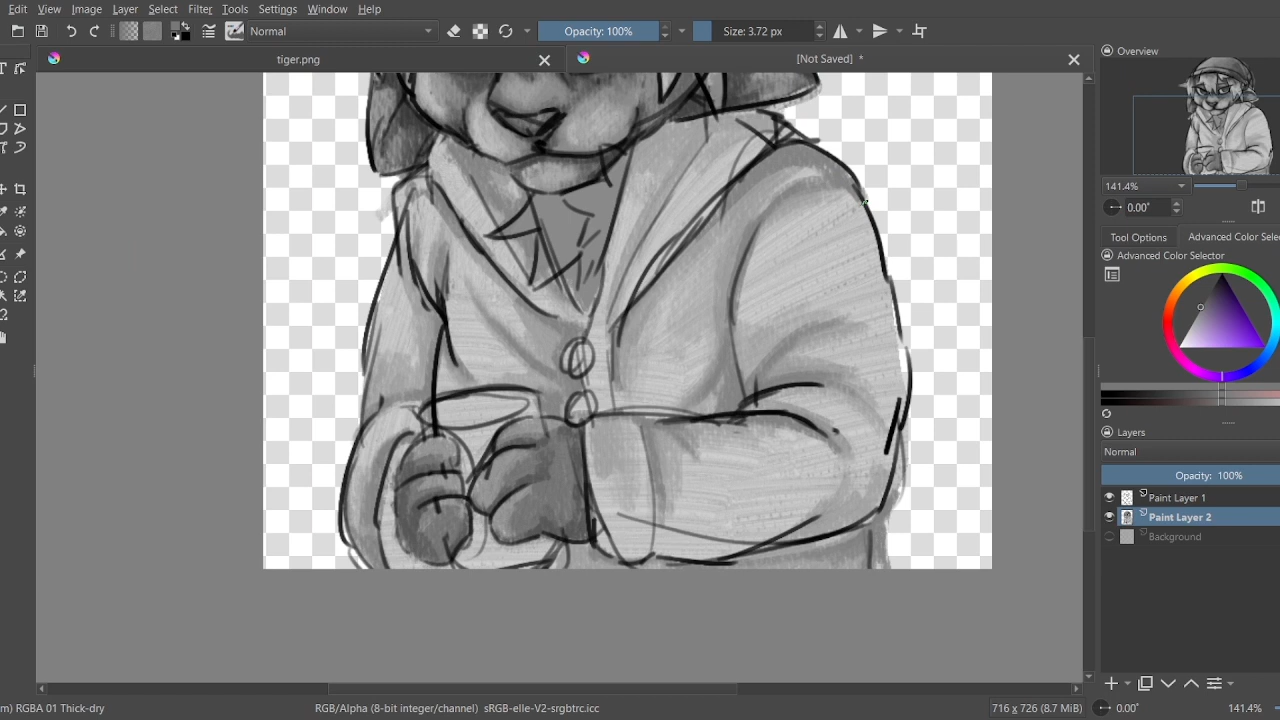 Edit View Image Layer Select Filter Tools Settings Window Help
Normal Opacity: 100% Size: 3.72 px
tiger.png [Not Saved] *
Overview
141.4%
0.00°
Tool Options Advanced Color Selec
Advanced Color Selector
Layers
Normal
Opacity: 100%
Paint Layer 1
Paint Layer 2
Background
m) RGBA 01 Thick-dry RGB/Alpha (8-bit integer/channel) sRGB-elle-V2-srgbtrc.icc 716 x 726 (8.7 MiB) 0.00° 141.4%